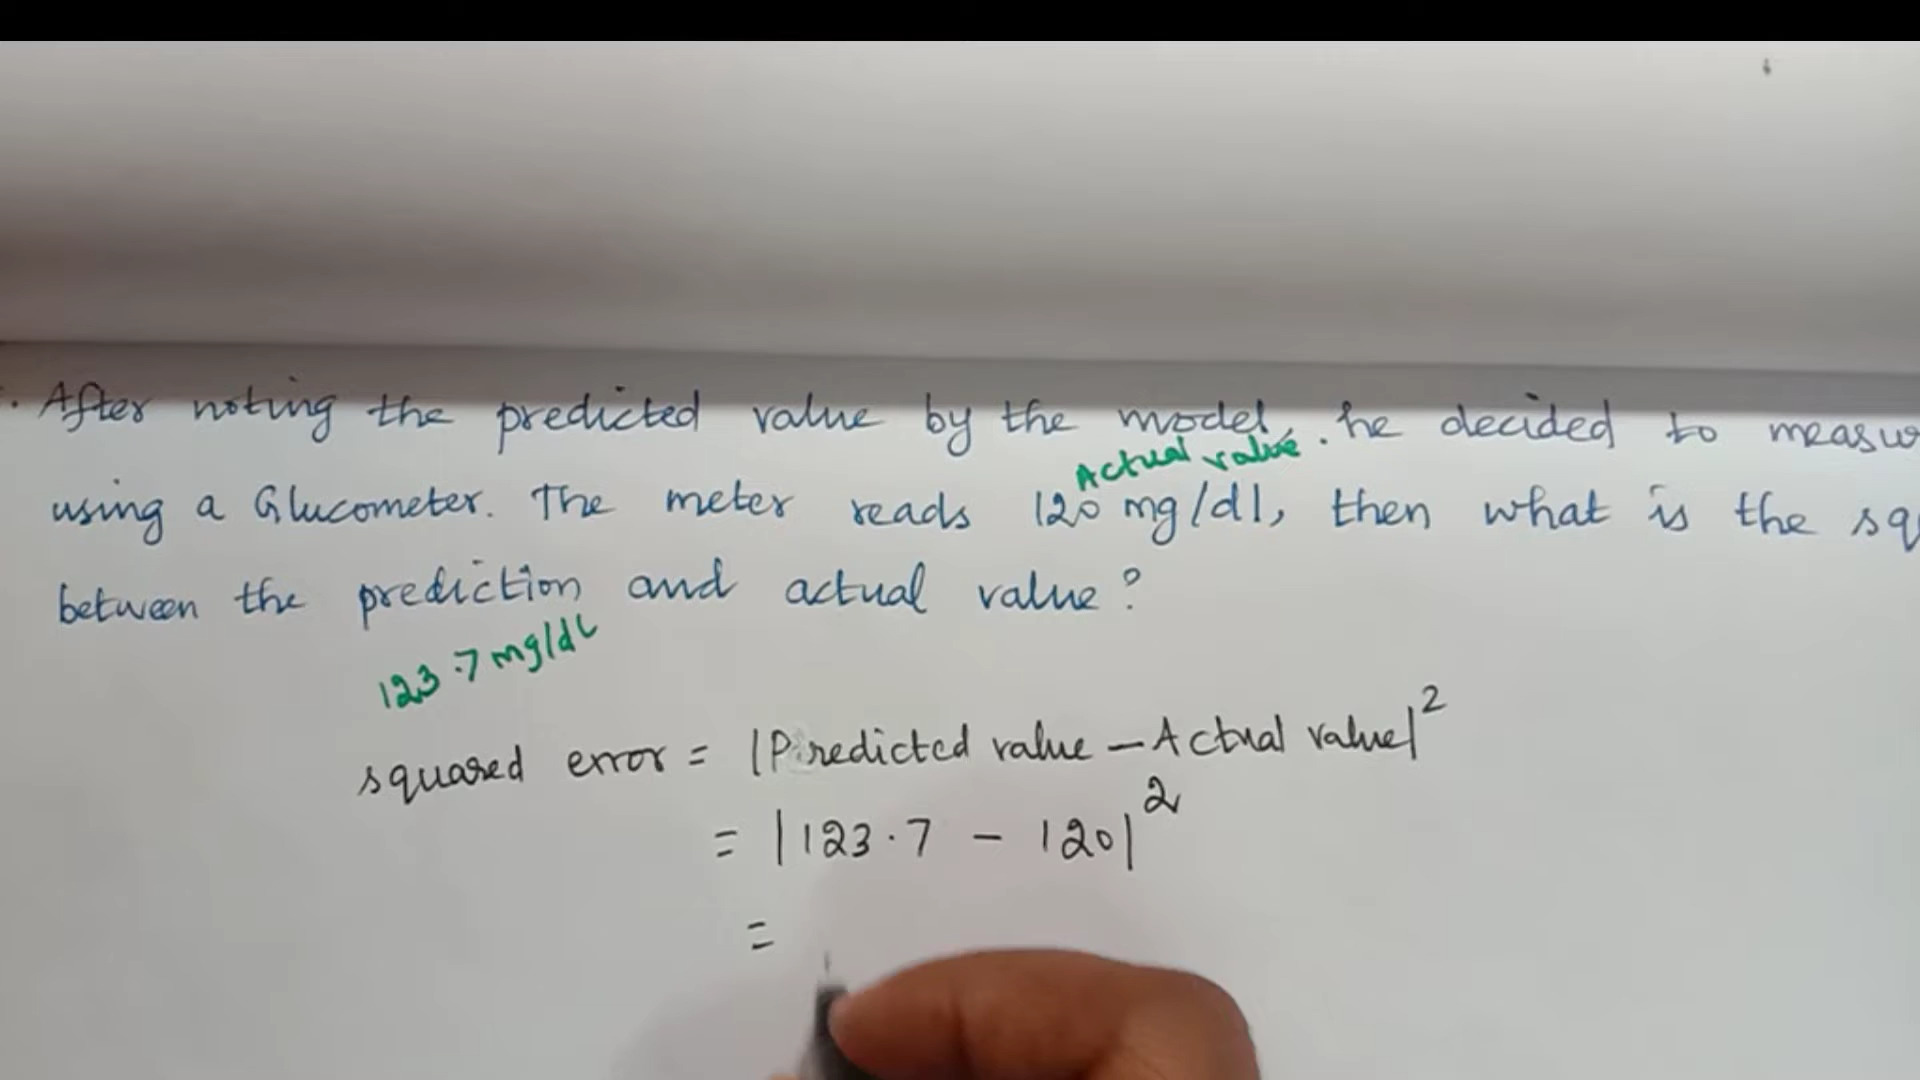 After noting the predicted value by the model, he decided to
using a Glucometer. The meter reads 120 mg/dl, then what is the
Actual value
between the prediction and actual value?
123.7 mg/dl
squared error = |Predicted value - Actual value|²
= |123.7 - 120|²
=